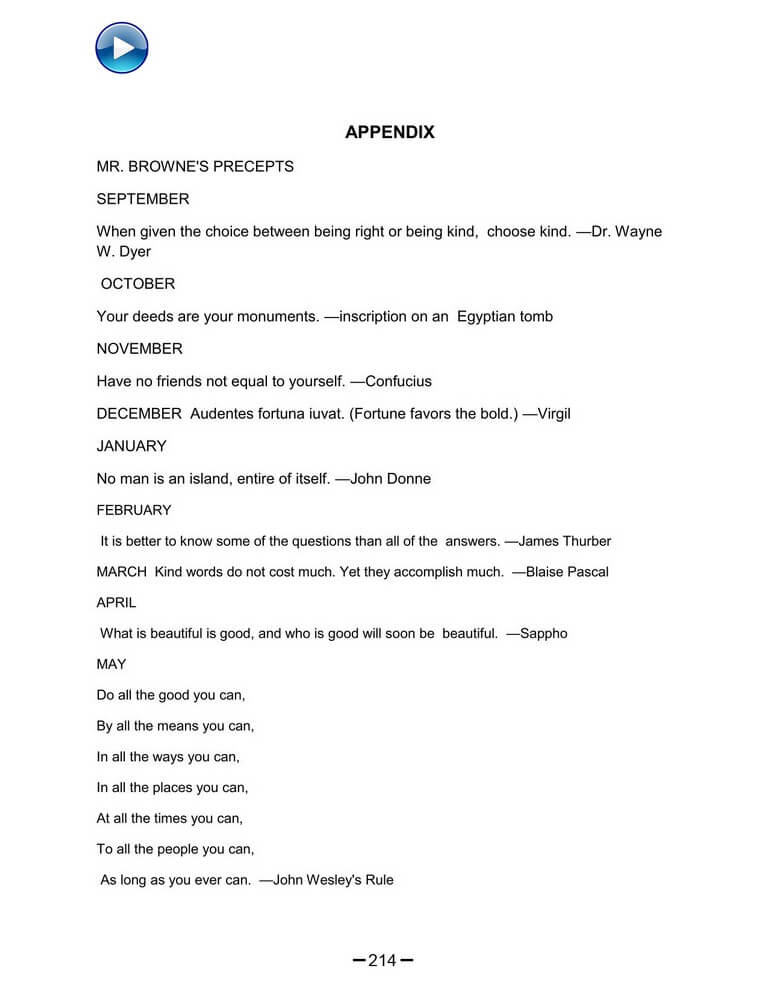 APPENDIX
MR. BROWNE'S PRECEPTS
SEPTEMBER
When given the choice between being right or being kind,  choose kind. —Dr. Wayne
W. Dyer
OCTOBER
Your deeds are your monuments. —inscription on an  Egyptian tomb
NOVEMBER
Have no friends not equal to yourself. —Confucius
DECEMBER  Audentes fortuna iuvat. (Fortune favors the bold.) —Virgil
JANUARY
No man is an island, entire of itself. —John Donne
FEBRUARY
It is better to know some of the questions than all of the  answers. —James Thurber
MARCH  Kind words do not cost much. Yet they accomplish much.  —Blaise Pascal
APRIL
What is beautiful is good, and who is good will soon be  beautiful.  —Sappho
MAY
Do all the good you can,
By all the means you can,
In all the ways you can,
In all the places you can,
At all the times you can,
To all the people you can,
As long as you ever can.  —John Wesley's Rule
—214—